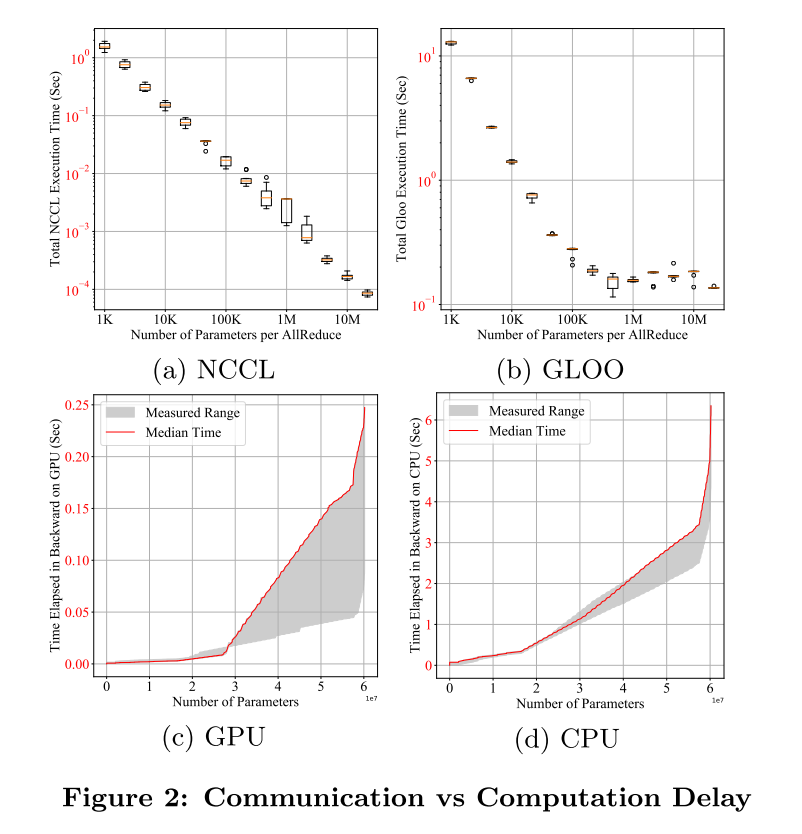 Total NCCL Execution Time (Sec)
10^0
10^-1
10^-2
10^-3
10^-4
1K 10K 100K 1M 10M
Number of Parameters per AllReduce
(a) NCCL
Total Gloo Execution Time (Sec)
10^1
10^0
10^-1
1K 10K 100K 1M 10M
Number of Parameters per AllReduce
(b) GLOO
Time Elapsed in Backward on GPU (Sec)
0.25
0.20
0.15
0.10
0.05
0.00
Measured Range
Median Time
0 1 2 3 4 5 6
1e7
Number of Parameters
(c) GPU
Time Elapsed in Backward on CPU (Sec)
6
5
4
3
2
1
0
Measured Range
Median Time
0 1 2 3 4 5 6
1e7
Number of Parameters
(d) CPU
Figure 2: Communication vs Computation Delay